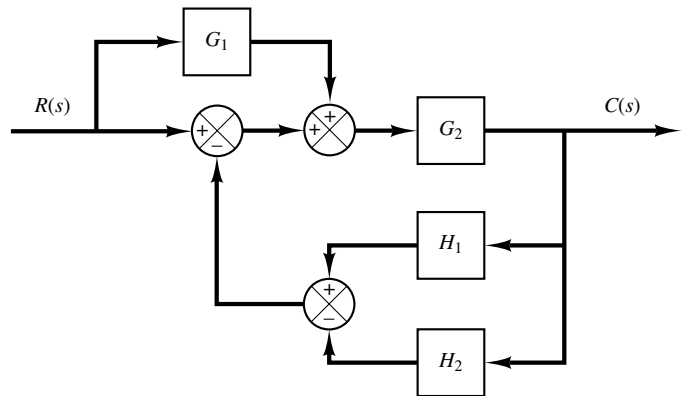 G1
R(s)
+
−
+
+
G2
C(s)
H1
+
−
H2